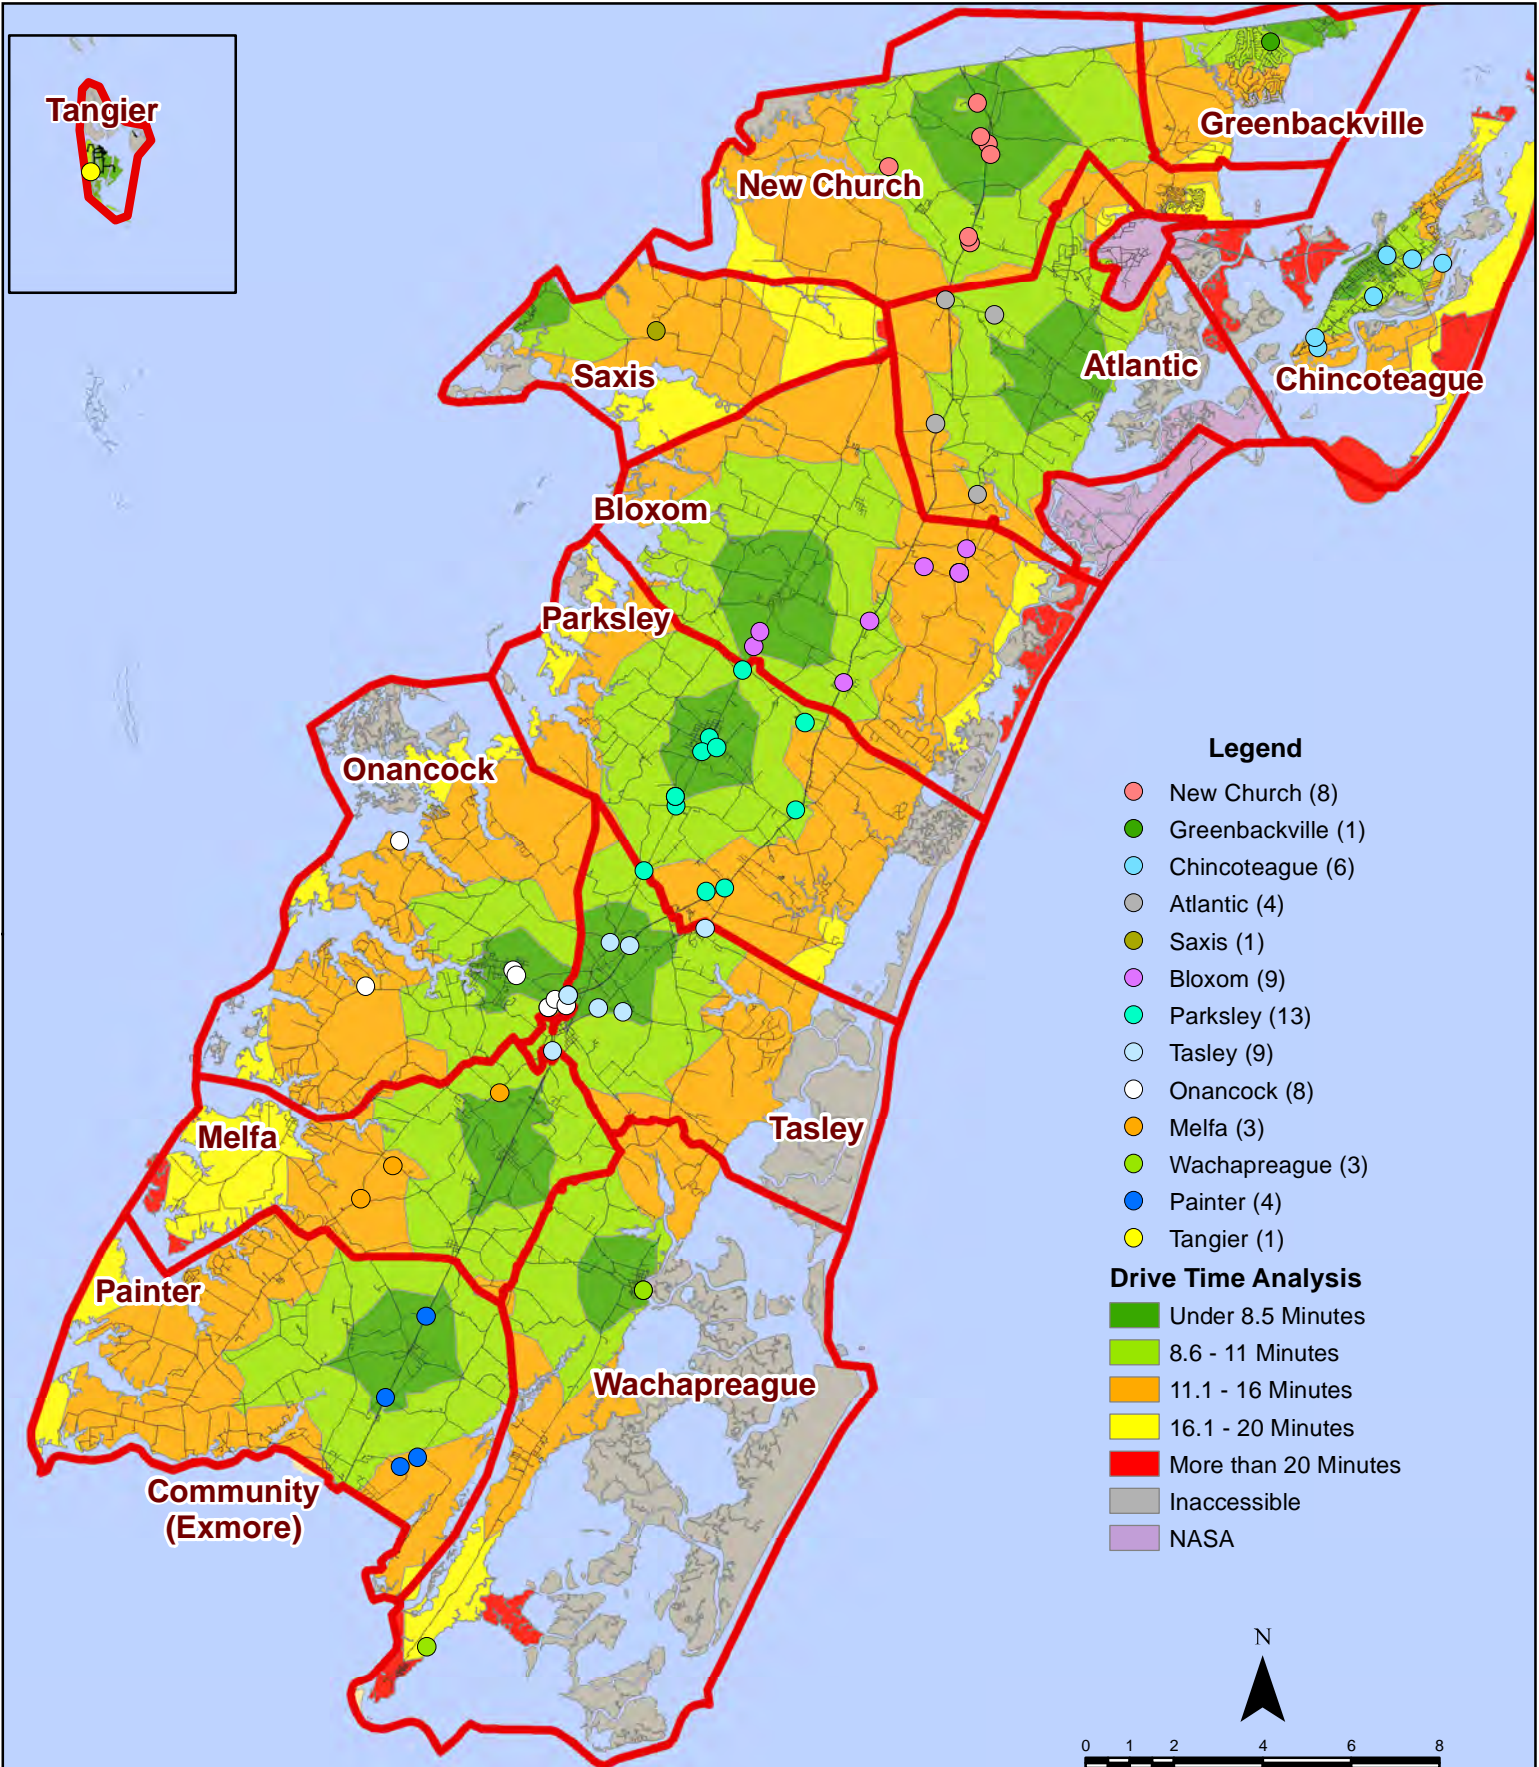 Tangier
Greenbackville
New Church
Atlantic
Saxis
Chincoteague
Bloxom
Parksley
Onancock
Tasley
Melfa
Painter
Wachapreague
Community
(Exmore)
Legend
New Church (8)
Greenbackville (1)
Chincoteague (6)
Atlantic (4)
Saxis (1)
Bloxom (9)
Parksley (13)
Tasley (9)
Onancock (8)
Melfa (3)
Wachapreague (3)
Painter (4)
Tangier (1)
Drive Time Analysis
Under 8.5 Minutes
8.6 - 11 Minutes
11.1 - 16 Minutes
16.1 - 20 Minutes
More than 20 Minutes
Inaccessible
NASA
N
0 1 2 4 6 8